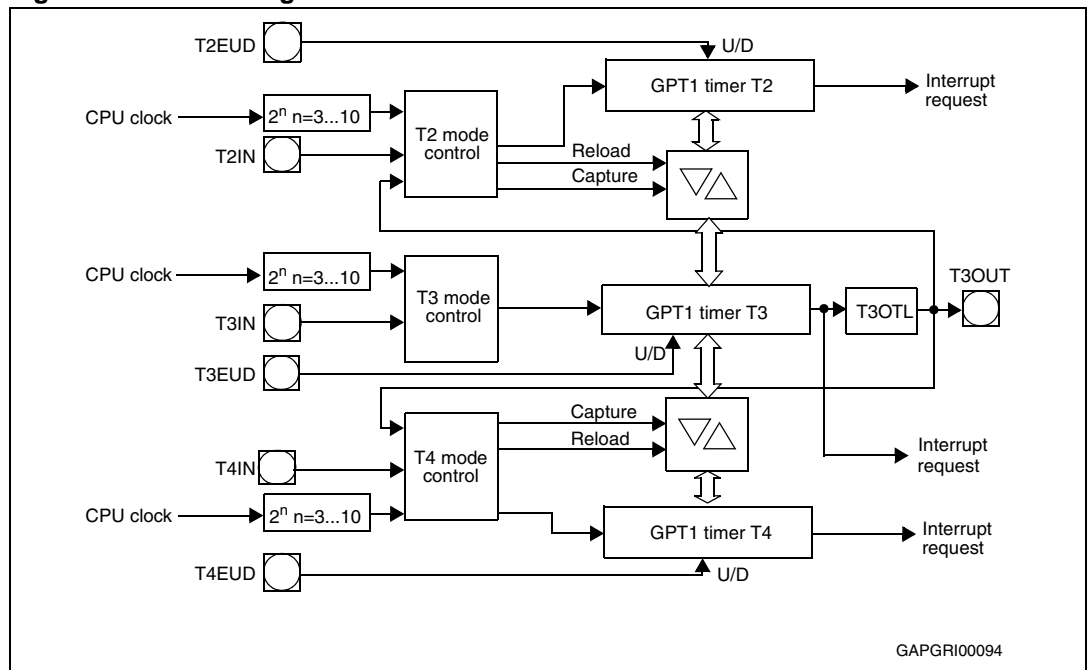 T2EUD
U/D
GPT1 timer T2
Interrupt
request
CPU clock
2ⁿ n=3...10
T2 mode
control
T2IN
Reload
Capture
CPU clock
2ⁿ n=3...10
T3 mode
control
T3IN
GPT1 timer T3
T3OTL
T3OUT
U/D
T3EUD
Capture
Reload
T4 mode
control
T4IN
Interrupt
request
CPU clock
2ⁿ n=3...10
GPT1 timer T4
Interrupt
request
T4EUD
U/D
GAPGRI00094